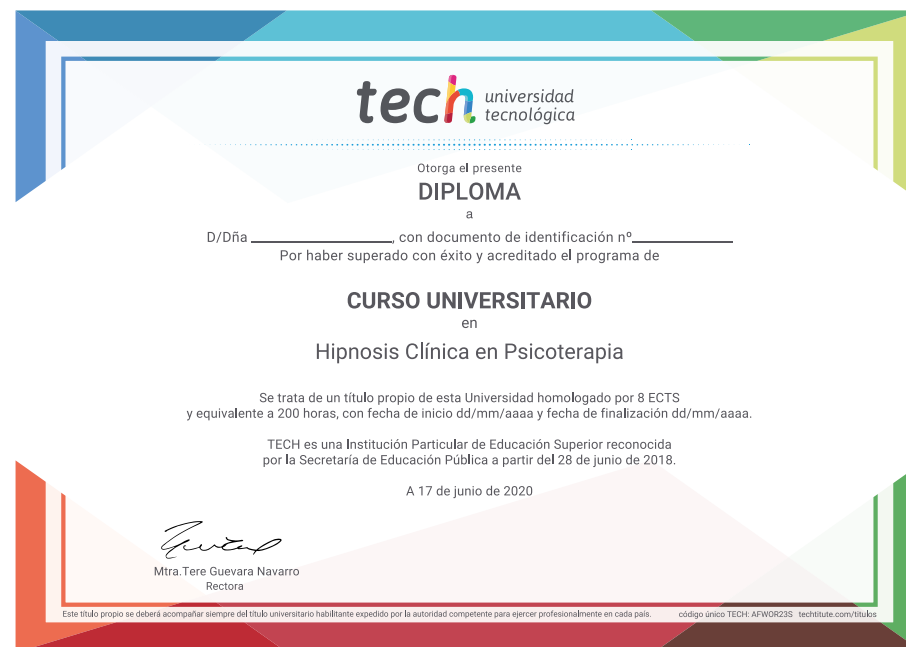 tech universidad
tecnológica
Otorga el presente
DIPLOMA
a
D/Dña ____________________, con documento de identificación nº______________
Por haber superado con éxito y acreditado el programa de
CURSO UNIVERSITARIO
en
Hipnosis Clínica en Psicoterapia
Se trata de un título propio de esta Universidad homologado por 8 ECTS
y equivalente a 200 horas, con fecha de inicio dd/mm/aaaa y fecha de finalización dd/mm/aaaa.
TECH es una Institución Particular de Educación Superior reconocida
por la Secretaría de Educación Pública a partir del 28 de junio de 2018.
A 17 de junio de 2020
Mtra.Tere Guevara Navarro
Rectora
Este título propio se deberá acompañar siempre del título universitario habilitante expedido por la autoridad competente para ejercer profesionalmente en cada país. código único TECH: AFWOR23S techtitute.com/titulos